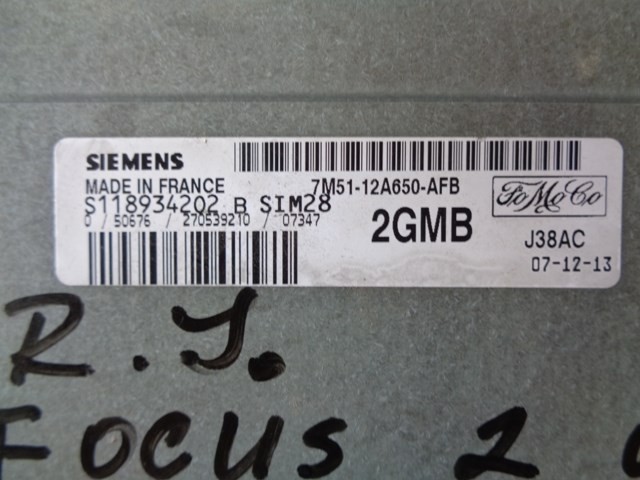 SIEMENS
MADE IN FRANCE
7M51-12A650-AFB
S118934202 B SIM28
0 / 50676 / 270539210 / 07347
2GMB
FoMoCo
J38AC
07-12-13
R.J.
FOCUS 2